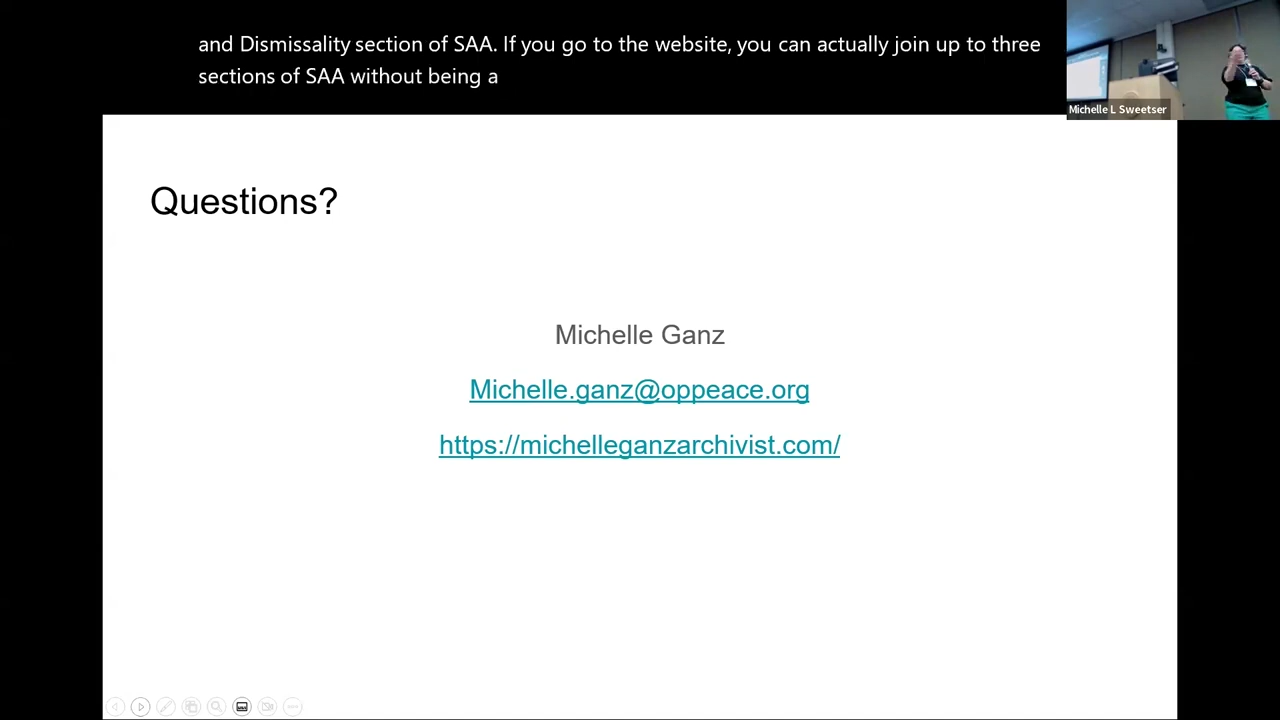 and Dismissality section of SAA. If you go to the website, you can actually join up to three
sections of SAA without being a
Michelle L Sweetser
Questions?
Michelle Ganz
Michelle.ganz@oppeace.org
https://michelleganzarchivist.com/